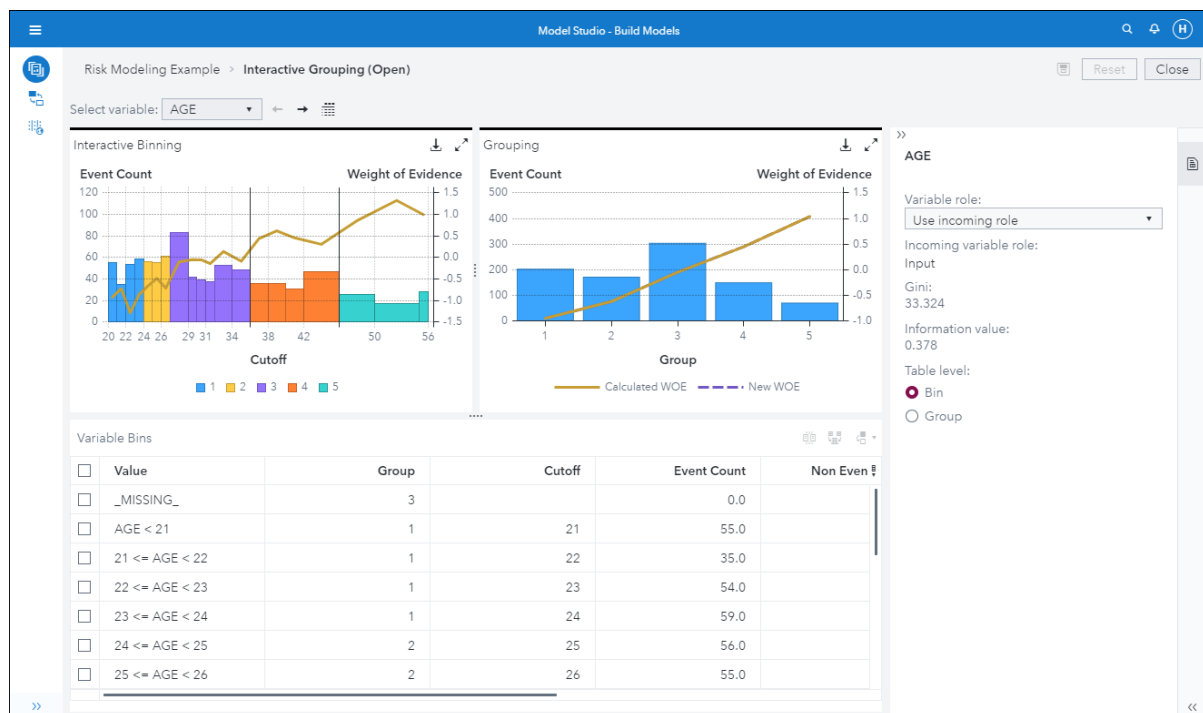 Model Studio - Build Models
H
Risk Modeling Example > Interactive Grouping (Open)
Reset
Close
Select variable:
AGE
Interactive Binning
Event Count
Weight of Evidence
120
100
80
60
40
20
0
1.5
1.0
0.5
0.0
-0.5
-1.0
-1.5
20 22 24 26 29 31 34 38 42 50 56
Cutoff
1 2 3 4 5
Grouping
Event Count
Weight of Evidence
500
400
300
200
100
0
1.5
1.0
0.5
0.0
-0.5
-1.0
1 2 3 4 5
Group
Calculated WOE New WOE
AGE
Variable role:
Use incoming role
Incoming variable role:
Input
Gini:
33.324
Information value:
0.378
Table level:
Bin
Group
Variable Bins
Value Group Cutoff Event Count Non Even
_MISSING_ 3 0.0
AGE < 21 1 21 55.0
21 <= AGE < 22 1 22 35.0
22 <= AGE < 23 1 23 54.0
23 <= AGE < 24 1 24 59.0
24 <= AGE < 25 2 25 56.0
25 <= AGE < 26 2 26 55.0